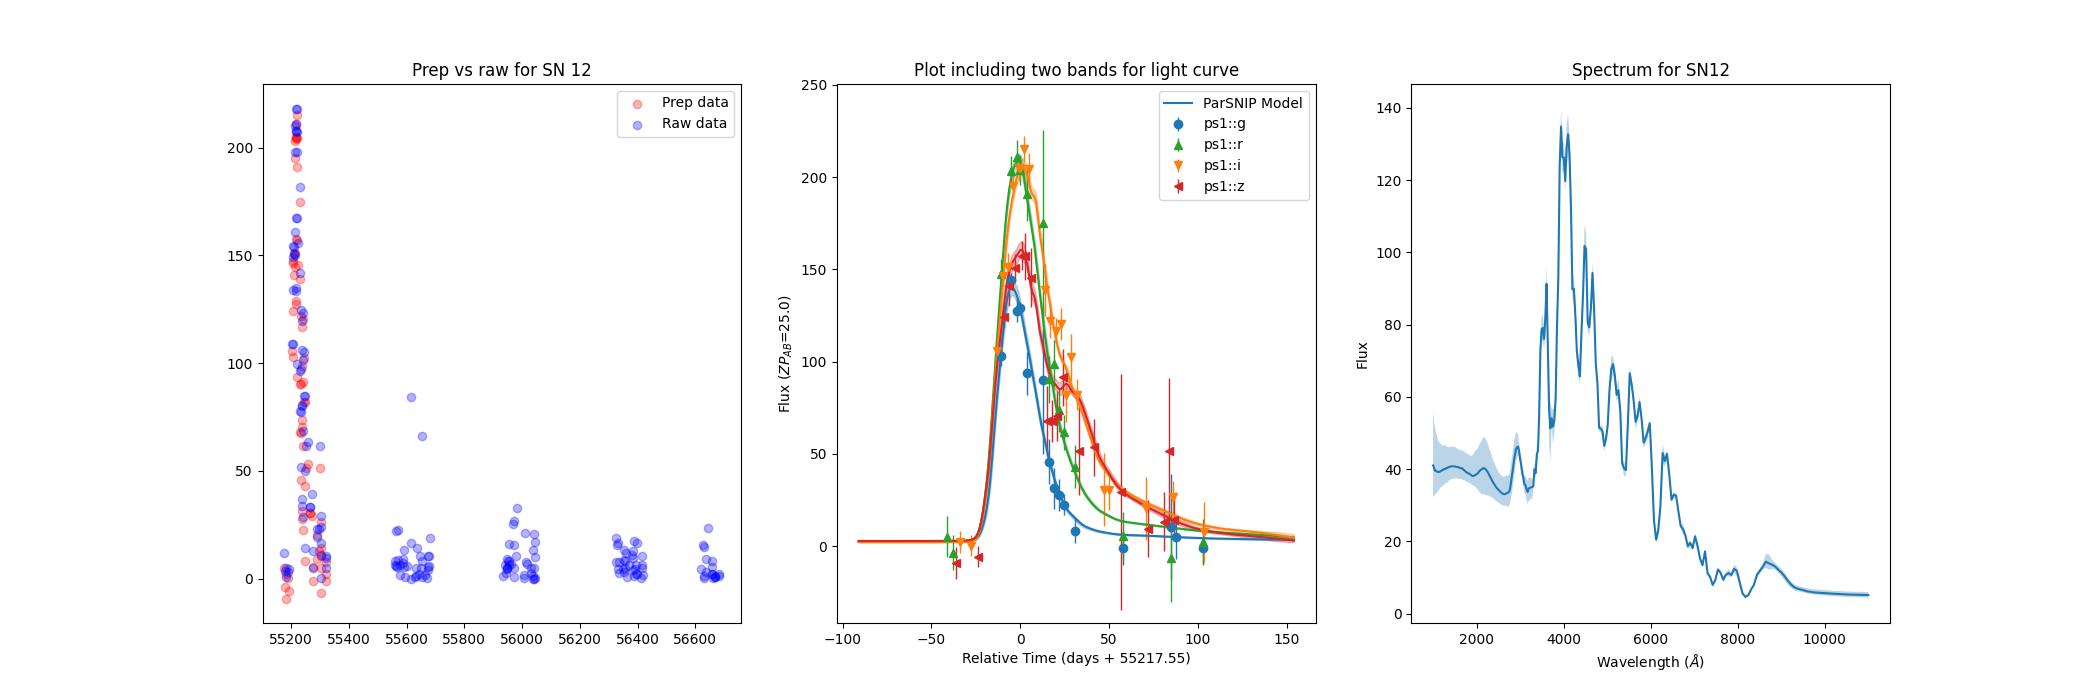 Prep vs raw for SN 12
Prep data
Raw data
200
150
100
50
0
55200 55400 55600 55800 56000 56200 56400 56600
Plot including two bands for light curve
ParSNIP Model
ps1::g
ps1::r
ps1::i
ps1::z
Flux (ZP_AB=25.0)
250
200
150
100
50
0
−100 −50 0 50 100 150
Relative Time (days + 55217.55)
Spectrum for SN12
Flux
140
120
100
80
60
40
20
0
2000 4000 6000 8000 10000
Wavelength (Å)